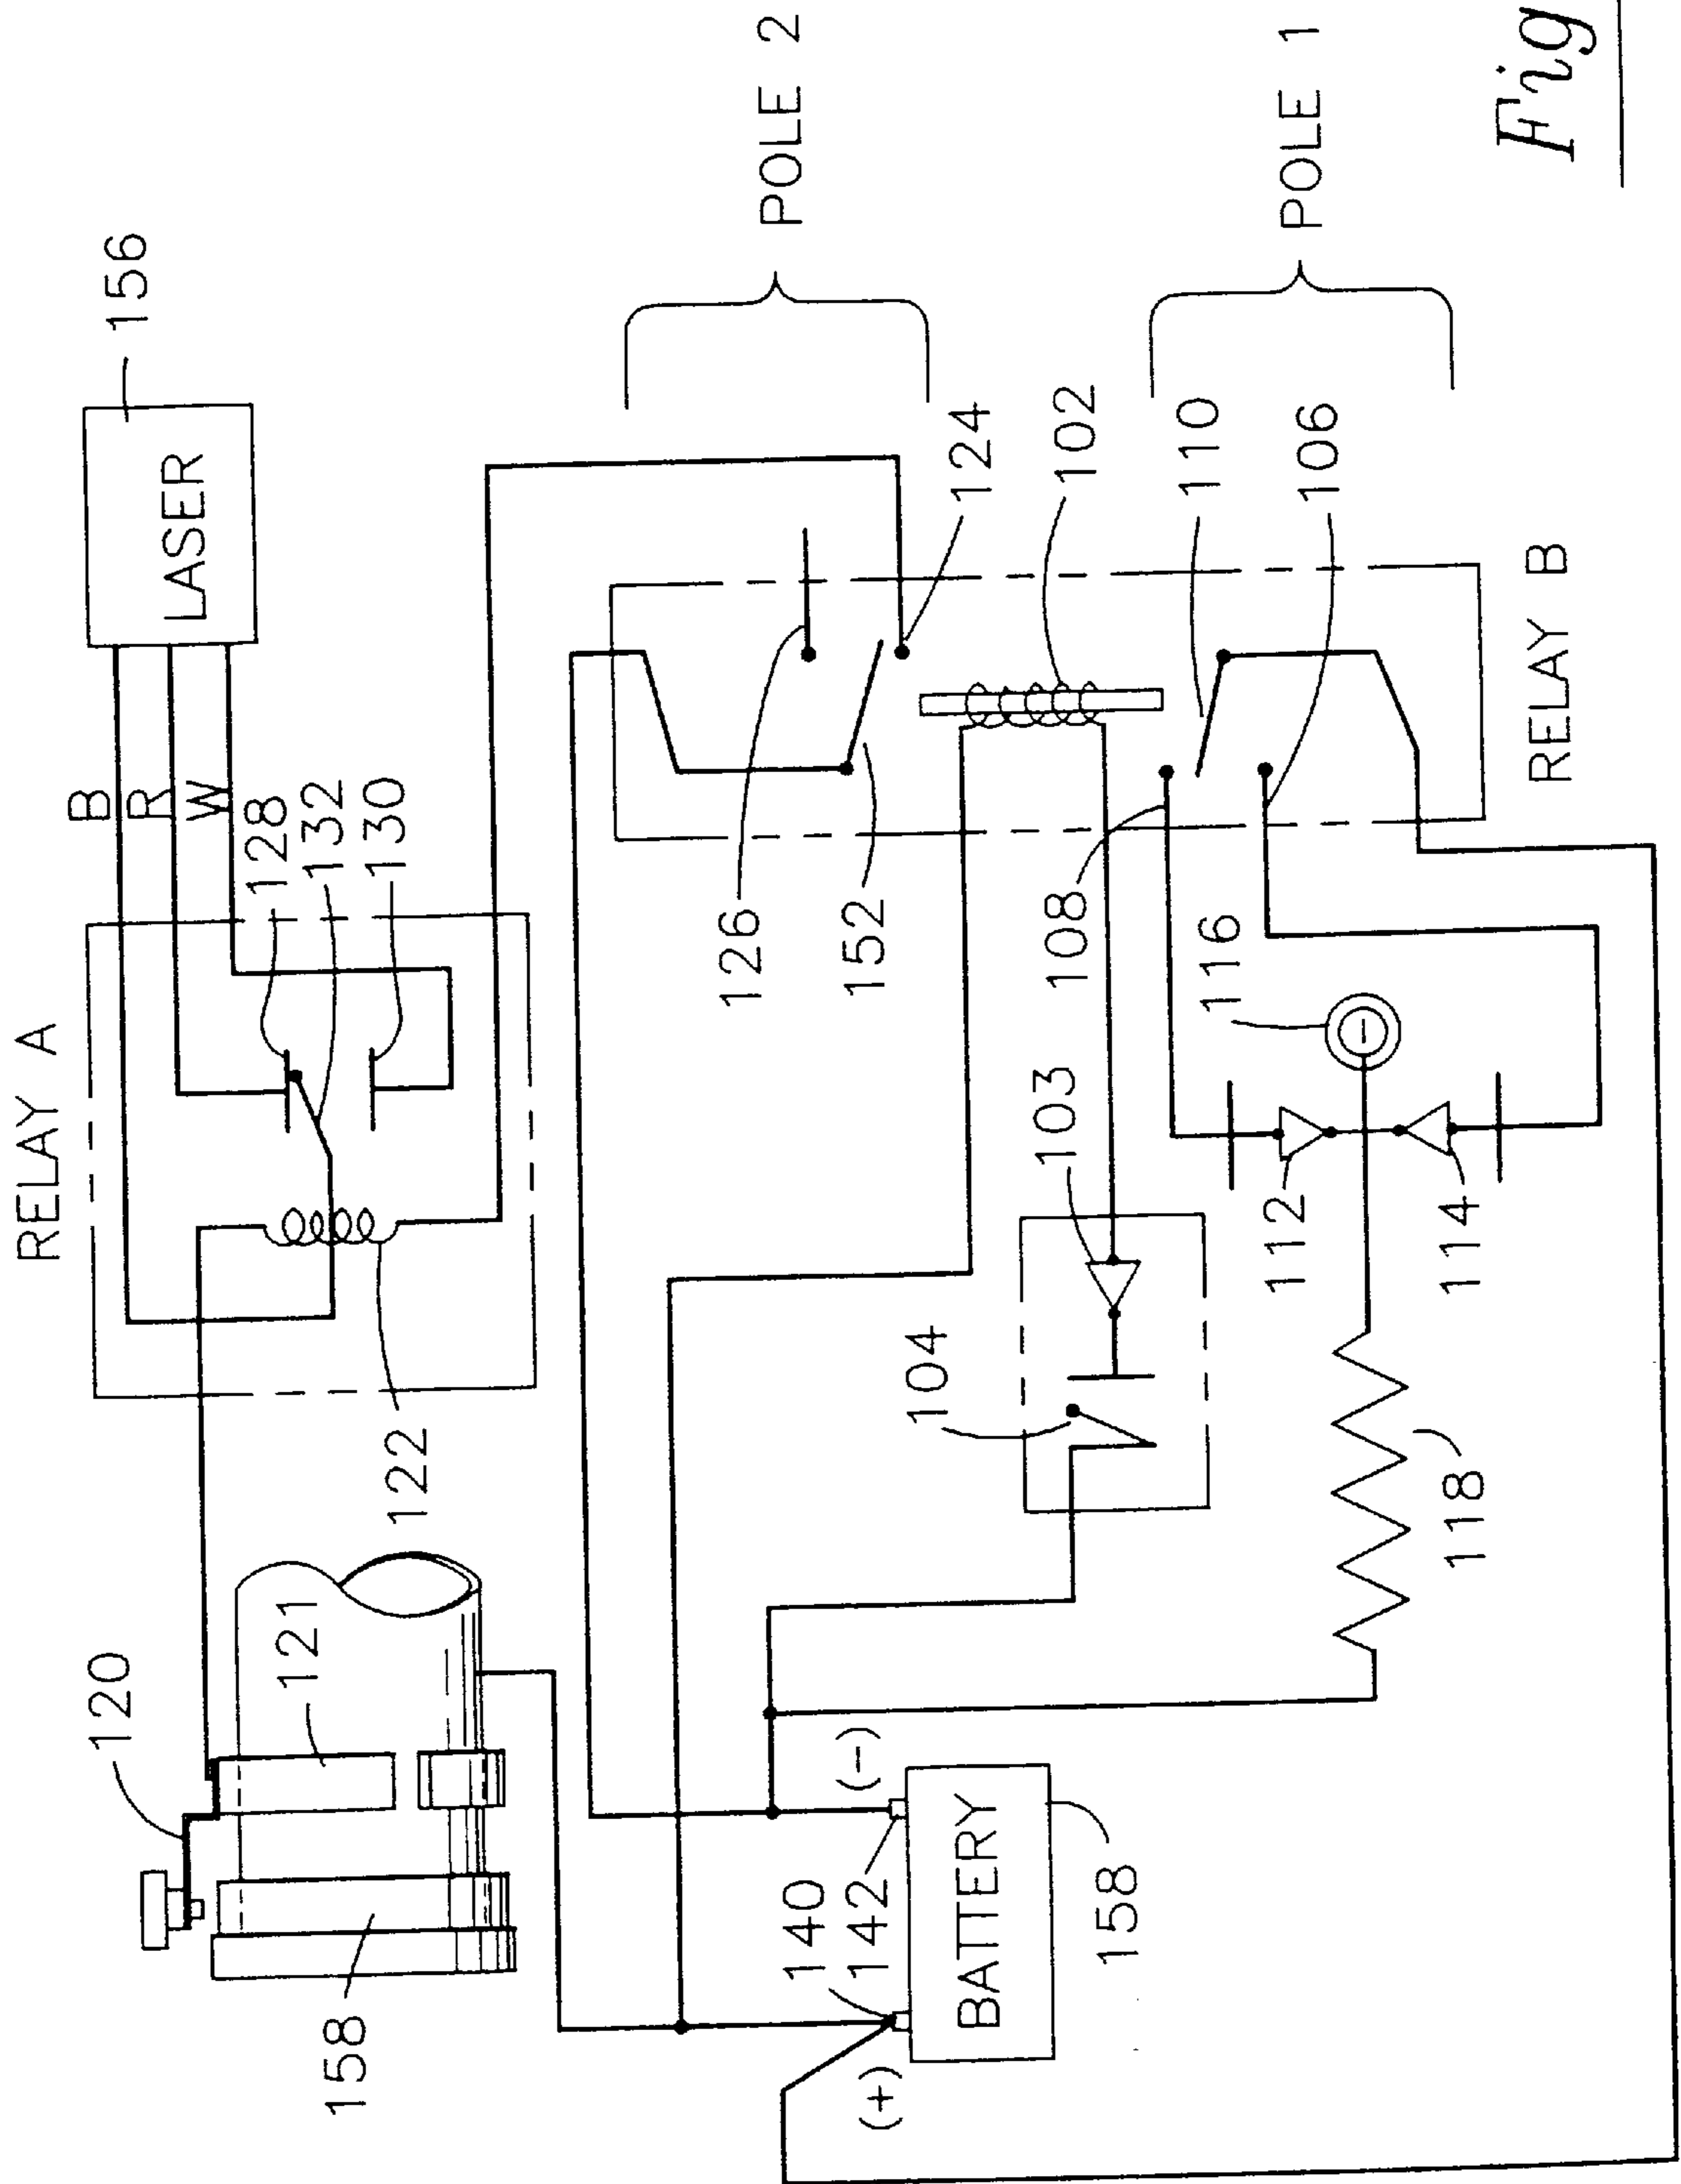 RELAY A
B
R
W
LASER
156
128
132
130
120
121
122
158
POLE 2
126
152
124
102
103
104
108
110
106
POLE 1
RELAY B
116
112
114
118
140
142
(+)
(-)
BATTERY
158
-
Fig